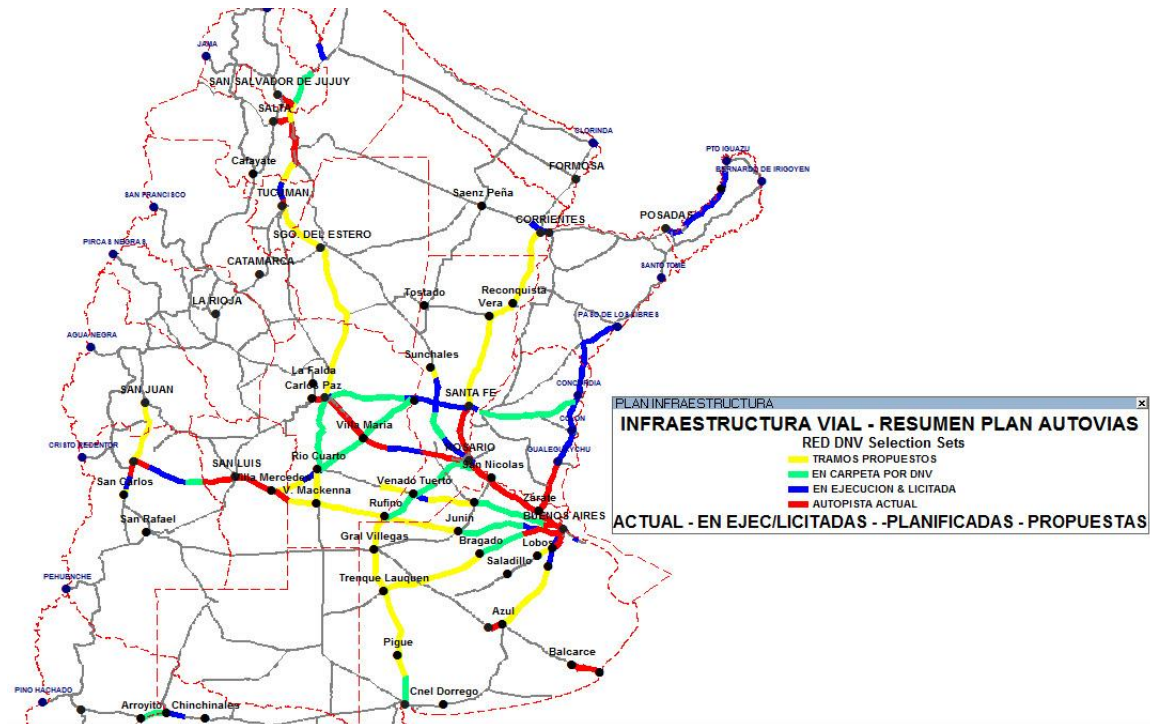 JAMA
SAN SALVADOR DE JUJUY
SALTA
CLORINDA
PTO IGUAZU
FORMOSA
BERNARDO DE IRIGOYEN
Cafayate
TUCUMAN
Saenz Peña
SAN FRANCISCO
CORRIENTES
POSADAS
SGO. DEL ESTERO
PIRCAS NEGRAS
CATAMARCA
SANTO TOME
LA RIOJA
Tostado
Reconquista
Vera
PASO DE LOS LIBRES
AGUA NEGRA
Sunchales
La Falda
SAN JUAN
Carlos Paz
SANTA FE
CONCORDIA
COLON
Villa Maria
CRISTO REDENTOR
ROSARIO
GUALEGUAYCHU
Rio Cuarto
SAN LUIS
San Nicolas
Villa Mercedes
San Carlos
Venado Tuerto
V. Mackenna
Zárate
Rufino
San Rafael
Junin
BUENOS AIRES
Gral Villegas
Bragado
Lobos
Saladillo
PEHUENCHE
Trenque Lauquen
Azul
Pigue
Balcarce
PINO HACHADO
Cnel Dorrego
Arroyito
Chinchinales
PLAN INFRAESTRUCTURA
INFRAESTRUCTURA VIAL - RESUMEN PLAN AUTOVIAS
RED DNV Selection Sets
TRAMOS PROPUESTOS
EN CARPETA POR DNV
EN EJECUCION & LICITADA
AUTOPISTA ACTUAL
ACTUAL - EN EJEC/LICITADAS - -PLANIFICADAS - PROPUESTAS